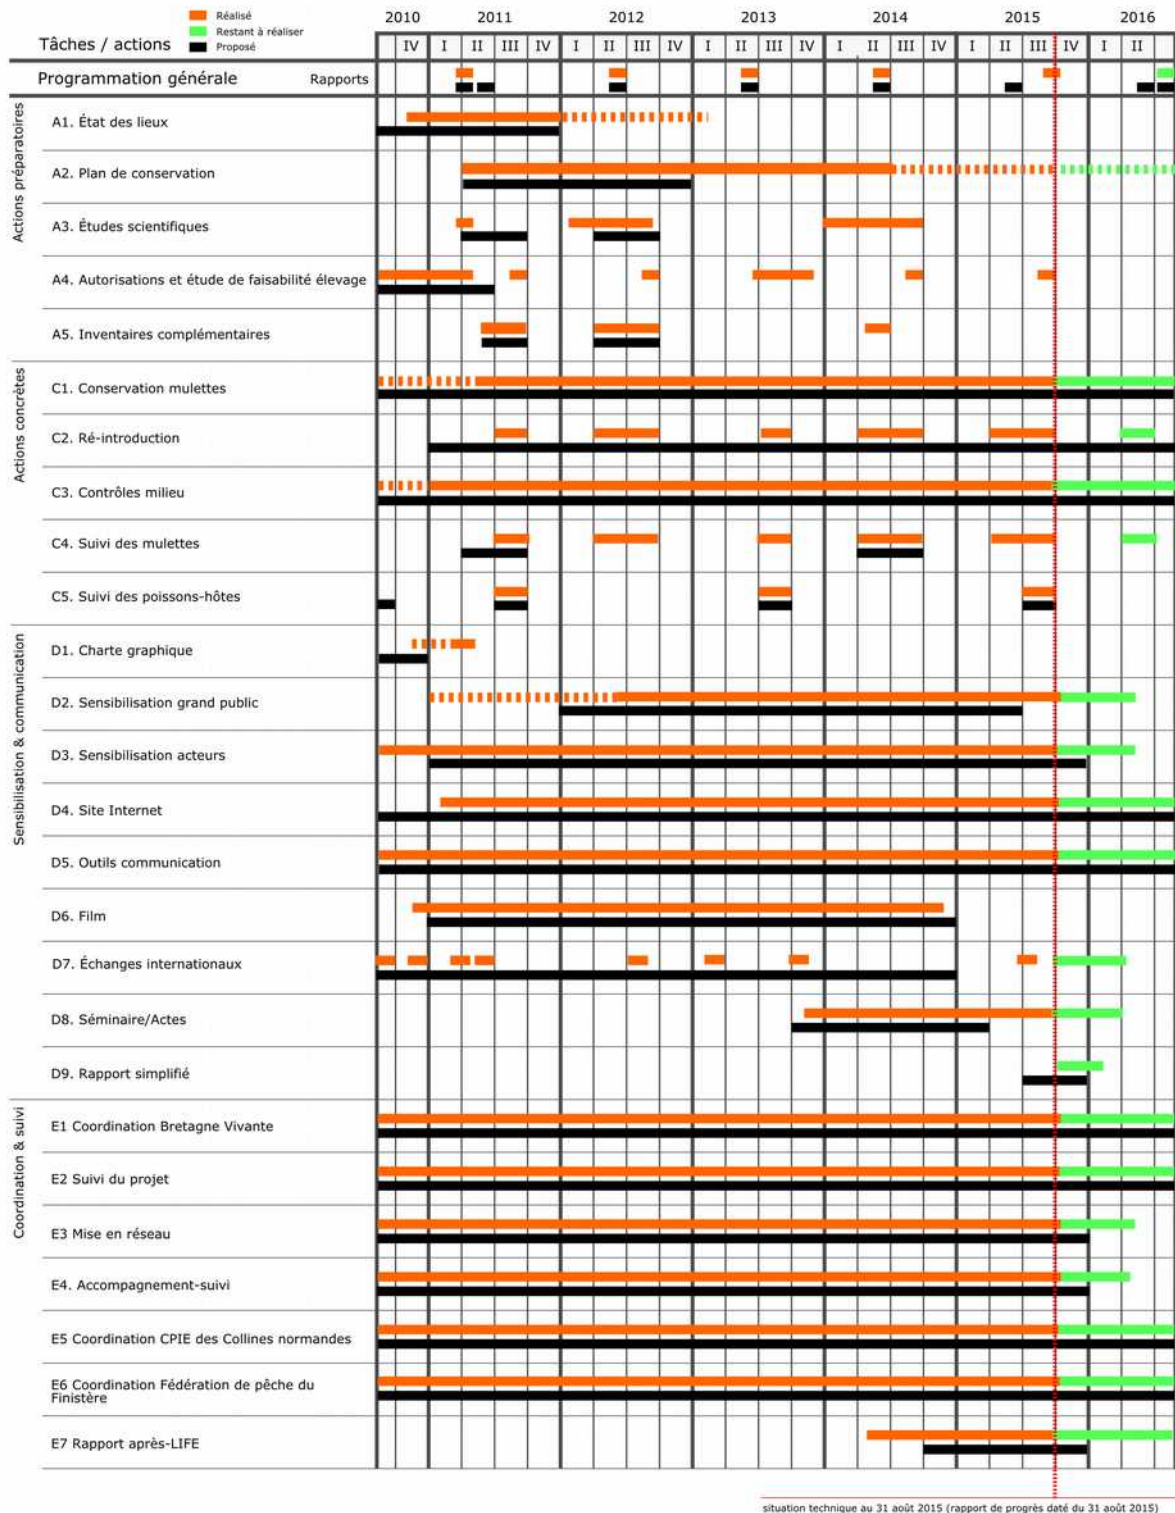 2010 2011 2012 2013 2014 2015 2016
Réalisé
Restant à réaliser
Proposé
Tâches / actions
IV I II III IV I II III IV I II III IV I II III IV I II III IV I II
Programmation générale Rapports
Actions préparatoires
A1. État des lieux
A2. Plan de conservation
A3. Études scientifiques
A4. Autorisations et étude de faisabilité élevage
A5. Inventaires complémentaires
Actions concrètes
C1. Conservation mulettes
C2. Ré-introduction
C3. Contrôles milieu
C4. Suivi des mulettes
C5. Suivi des poissons-hôtes
Sensibilisation & communication
D1. Charte graphique
D2. Sensibilisation grand public
D3. Sensibilisation acteurs
D4. Site Internet
D5. Outils communication
D6. Film
D7. Échanges internationaux
D8. Séminaire/Actes
D9. Rapport simplifié
Coordination & suivi
E1 Coordination Bretagne Vivante
E2 Suivi du projet
E3 Mise en réseau
E4. Accompagnement-suivi
E5 Coordination CPIE des Collines normandes
E6 Coordination Fédération de pêche du
Finistère
E7 Rapport après-LIFE
situation technique au 31 août 2015 (rapport de progrès daté du 31 août 2015)